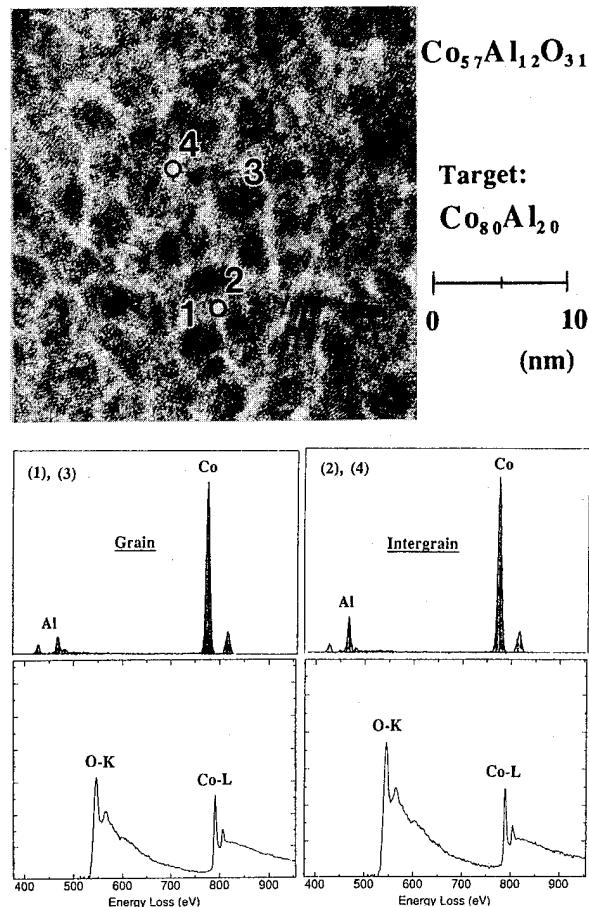 Co₅₇Al₁₂O₃₁
4
3
Target:
Co₈₀Al₂₀
2
1
0 10
(nm)
(1), (3)
Co
Grain
Al
(2), (4)
Co
Intergrain
Al
O-K
Co-L
400 500 600 700 800 900
Energy Loss (eV)
O-K
Co-L
400 500 600 700 800 900
Energy Loss (eV)